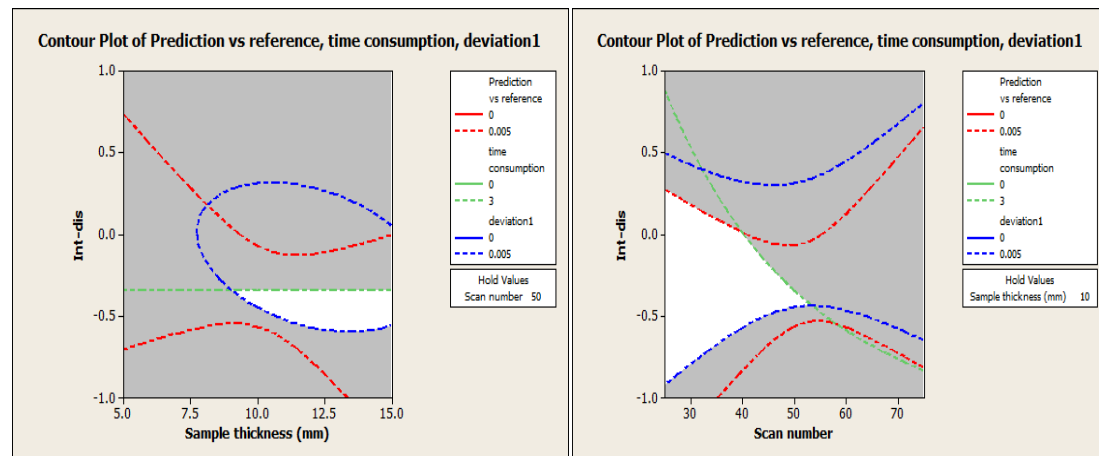 Contour Plot of Prediction vs reference, time consumption, deviation1
1.0
0.5
0.0
-0.5
-1.0
Int-dis
5.0 7.5 10.0 12.5 15.0
Sample thickness (mm)
Prediction
vs reference
0
0.005
time
consumption
0
3
deviation1
0
0.005
Hold Values
Scan number 50
Contour Plot of Prediction vs reference, time consumption, deviation1
1.0
0.5
0.0
-0.5
-1.0
Int-dis
30 40 50 60 70
Scan number
Prediction
vs reference
0
0.005
time
consumption
0
3
deviation1
0
0.005
Hold Values
Sample thickness (mm) 10